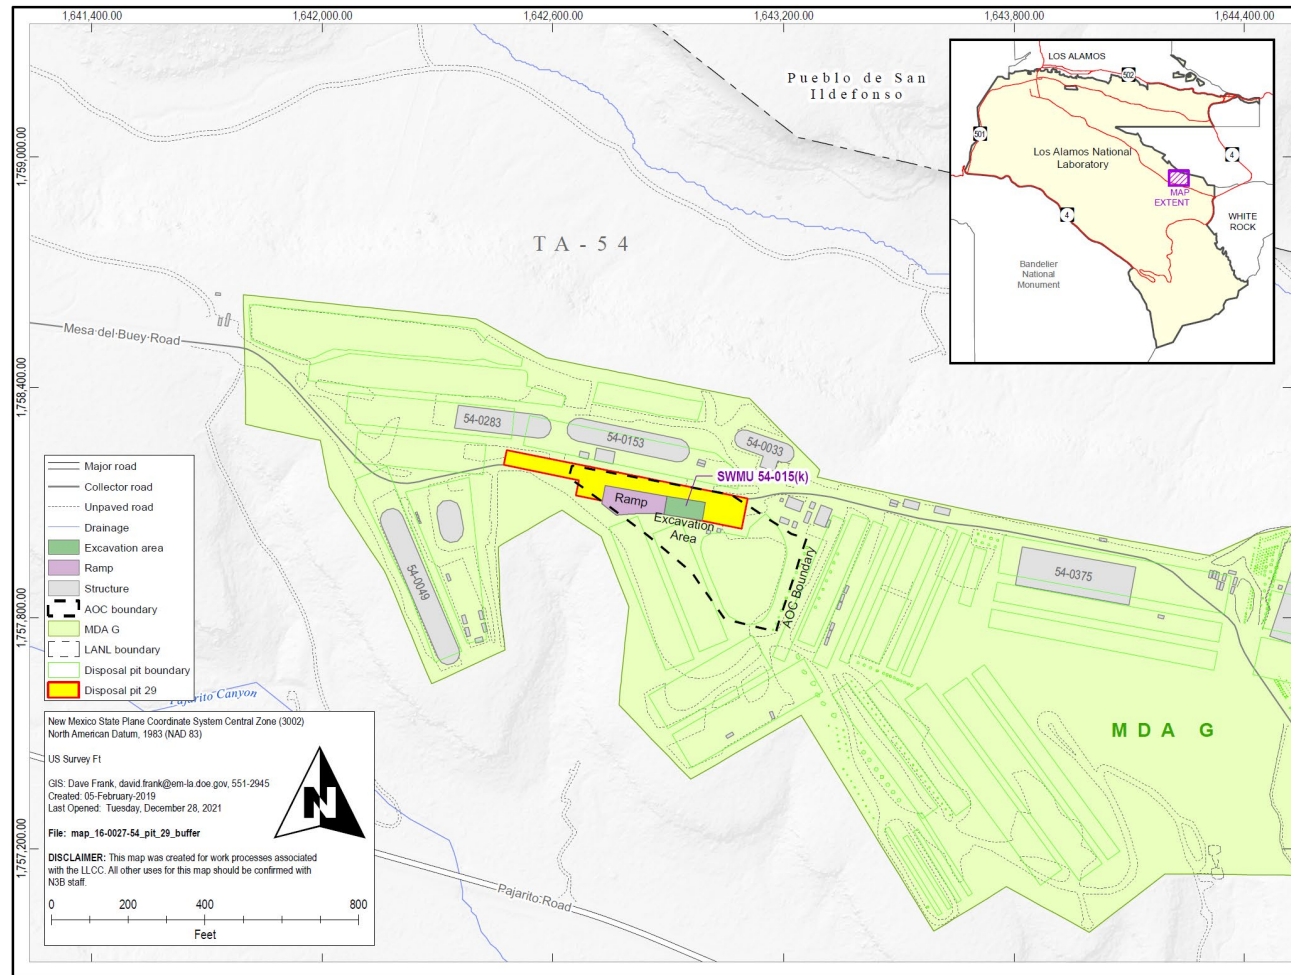 1,641,400.00
1,642,000.00
1,642,600.00
1,643,200.00
1,643,800.00
1,644,400.00
1,759,000.00
1,758,400.00
1,757,800.00
1,757,200.00
Pueblo de San
Ildefonso
TA-54
LOS ALAMOS
502
501
Los Alamos National
Laboratory
4
MAP
EXTENT
4
WHITE
ROCK
Bandelier
National
Monument
Mesa del Buey Road
54-0283
54-0153
54-0033
SWMU 54-015(k)
Ramp
Excavation
Area
AOC Boundary
54-0049
54-0375
MDA G
Major road
Collector road
Unpaved road
Drainage
Excavation area
Ramp
Structure
AOC boundary
MDA G
LANL boundary
Disposal pit boundary
Disposal pit 29
Pajarito Canyon
Pajarito Road
New Mexico State Plane Coordinate System Central Zone (3002)
North American Datum, 1983 (NAD 83)
US Survey Ft
GIS: Dave Frank, david.frank@em-la.doe.gov, 551-2945
Created: 05-February-2019
Last Opened: Tuesday, December 28, 2021
File: map_16-0027-54_pit_29_buffer
DISCLAIMER: This map was created for work processes associated
with the LLCC. All other uses for this map should be confirmed with
N3B staff.
N
0 200 400 800
Feet